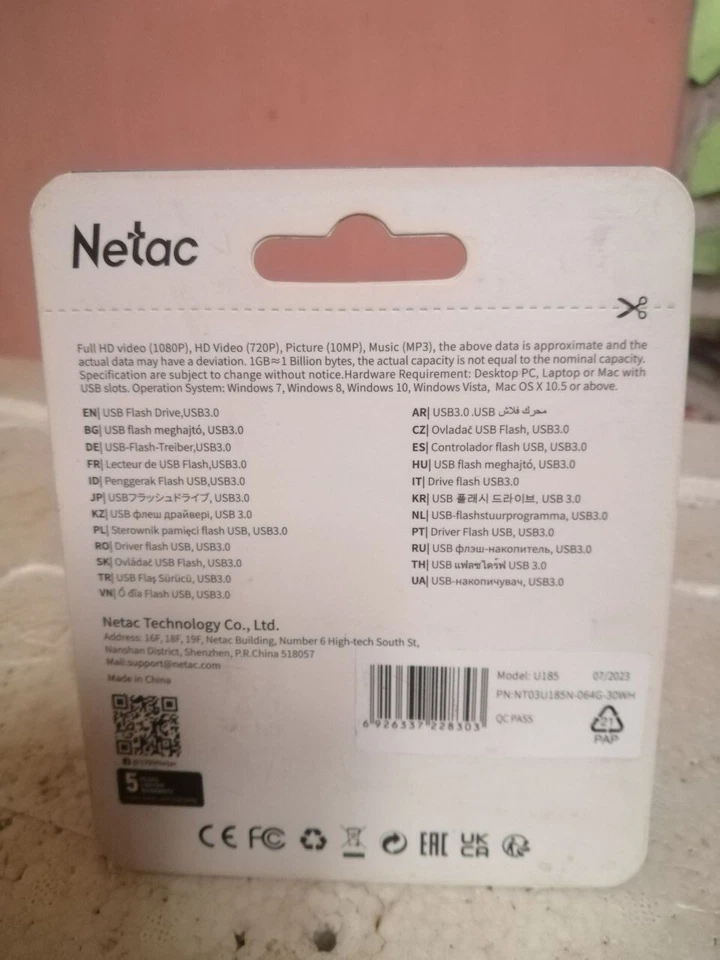 Netac
Full HD video (1080P), HD Video (720P), Picture (10MP), Music (MP3), the above data is approximate and the
actual data may have a deviation. 1GB≈1 Billion bytes, the actual capacity is not equal to the nominal capacity.
Specification are subject to change without notice.Hardware Requirement: Desktop PC, Laptop or Mac with
USB slots. Operation System: Windows 7, Windows 8, Windows 10, Windows Vista, Mac OS X 10.5 or above.
EN| USB Flash Drive,USB3.0
BG| USB flash meghajtó, USB3.0
DE| USB-Flash-Treiber,USB3.0
FR| Lecteur de USB Flash,USB3.0
ID| Penggerak Flash USB,USB3.0
JP| USBフラッシュドライブ, USB3.0
KZ| USB флеш драйвері, USB 3.0
PL| Sterownik pamięci flash USB, USB3.0
RO| Driver flash USB, USB3.0
SK| Ovládač USB Flash, USB3.0
TR| USB Flaş Sürücü, USB3.0
VN| Ổ đĩa Flash USB, USB3.0
AR| USB3.0 .USB محرك فلاش
CZ| Ovladač USB Flash, USB3.0
ES| Controlador flash USB, USB3.0
HU| USB flash meghajtó, USB3.0
IT| Drive flash USB3.0
KR| USB 플래시 드라이브, USB 3.0
NL| USB-flashstuurprogramma, USB3.0
PT| Driver Flash USB, USB3.0
RU| USB флэш-накопитель, USB3.0
TH| USB แฟลชไดร์ฟ USB 3.0
UA| USB-накопичувач, USB3.0
Netac Technology Co., Ltd.
Address: 16F, 18F, 19F, Netac Building, Number 6 High-tech South St,
Nanshan District, Shenzhen, P.R.China 518057
Mail:support@netac.com
Made in China
5
6 926337 228303
Model: U185 07/2023
PN:NT03U185N-064G-30WH
QC PASS
21
PAP
CE FC EAC UK CA